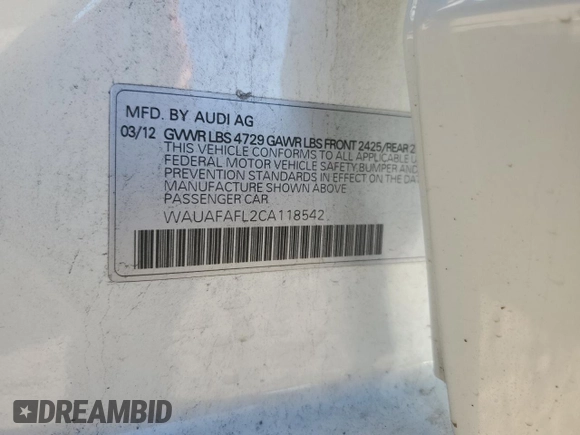 MFD. BY AUDI AG
03/12 GVWR LBS 4729 GAWR LBS FRONT 2425/REAR 2
THIS VEHICLE CONFORMS TO ALL APPLICABLE
FEDERAL MOTOR VEHICLE SAFETY, BUMPER AND
PREVENTION STANDARDS IN EFFECT ON THE DA
MANUFACTURE SHOWN ABOVE
PASSENGER CAR
WAUAFAFL2CA118542
DREAMBID